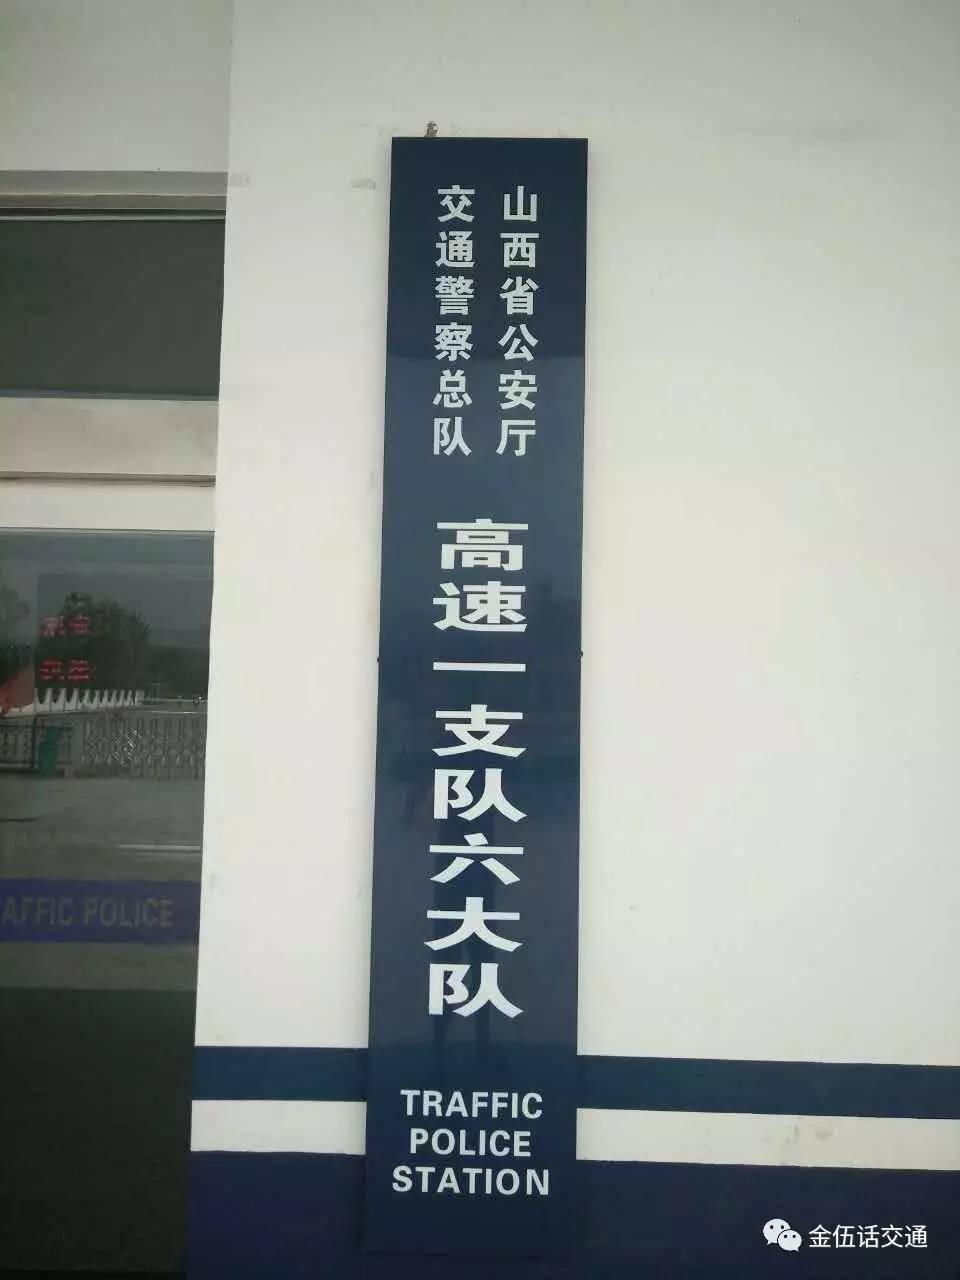 山西省公安厅
交通警察总队
高速一支队六大队
TRAFFIC
POLICE
STATION
AFFIC POLICE
金伍话交通